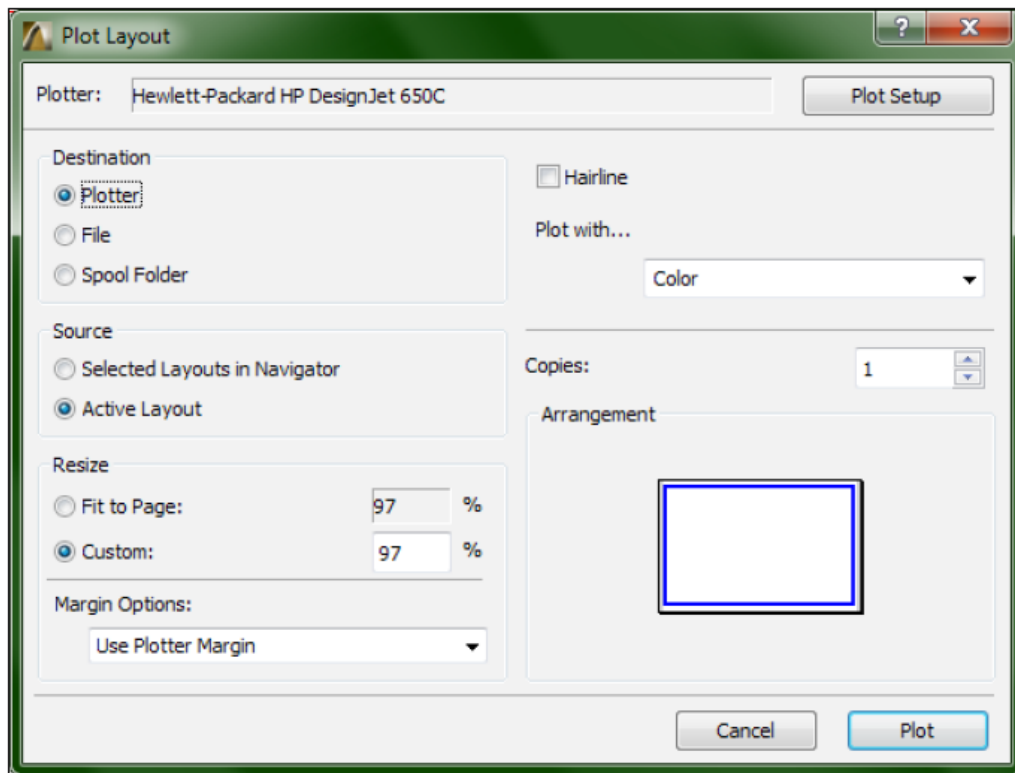 Plot Layout
?
Plotter: Hewlett-Packard HP DesignJet 650C Plot Setup
Destination
Plotter
File
Spool Folder
Hairline
Plot with...
Color
Source
Selected Layouts in Navigator
Active Layout
Copies: 1
Arrangement
Resize
Fit to Page: 97 %
Custom: 97 %
Margin Options:
Use Plotter Margin
Cancel Plot